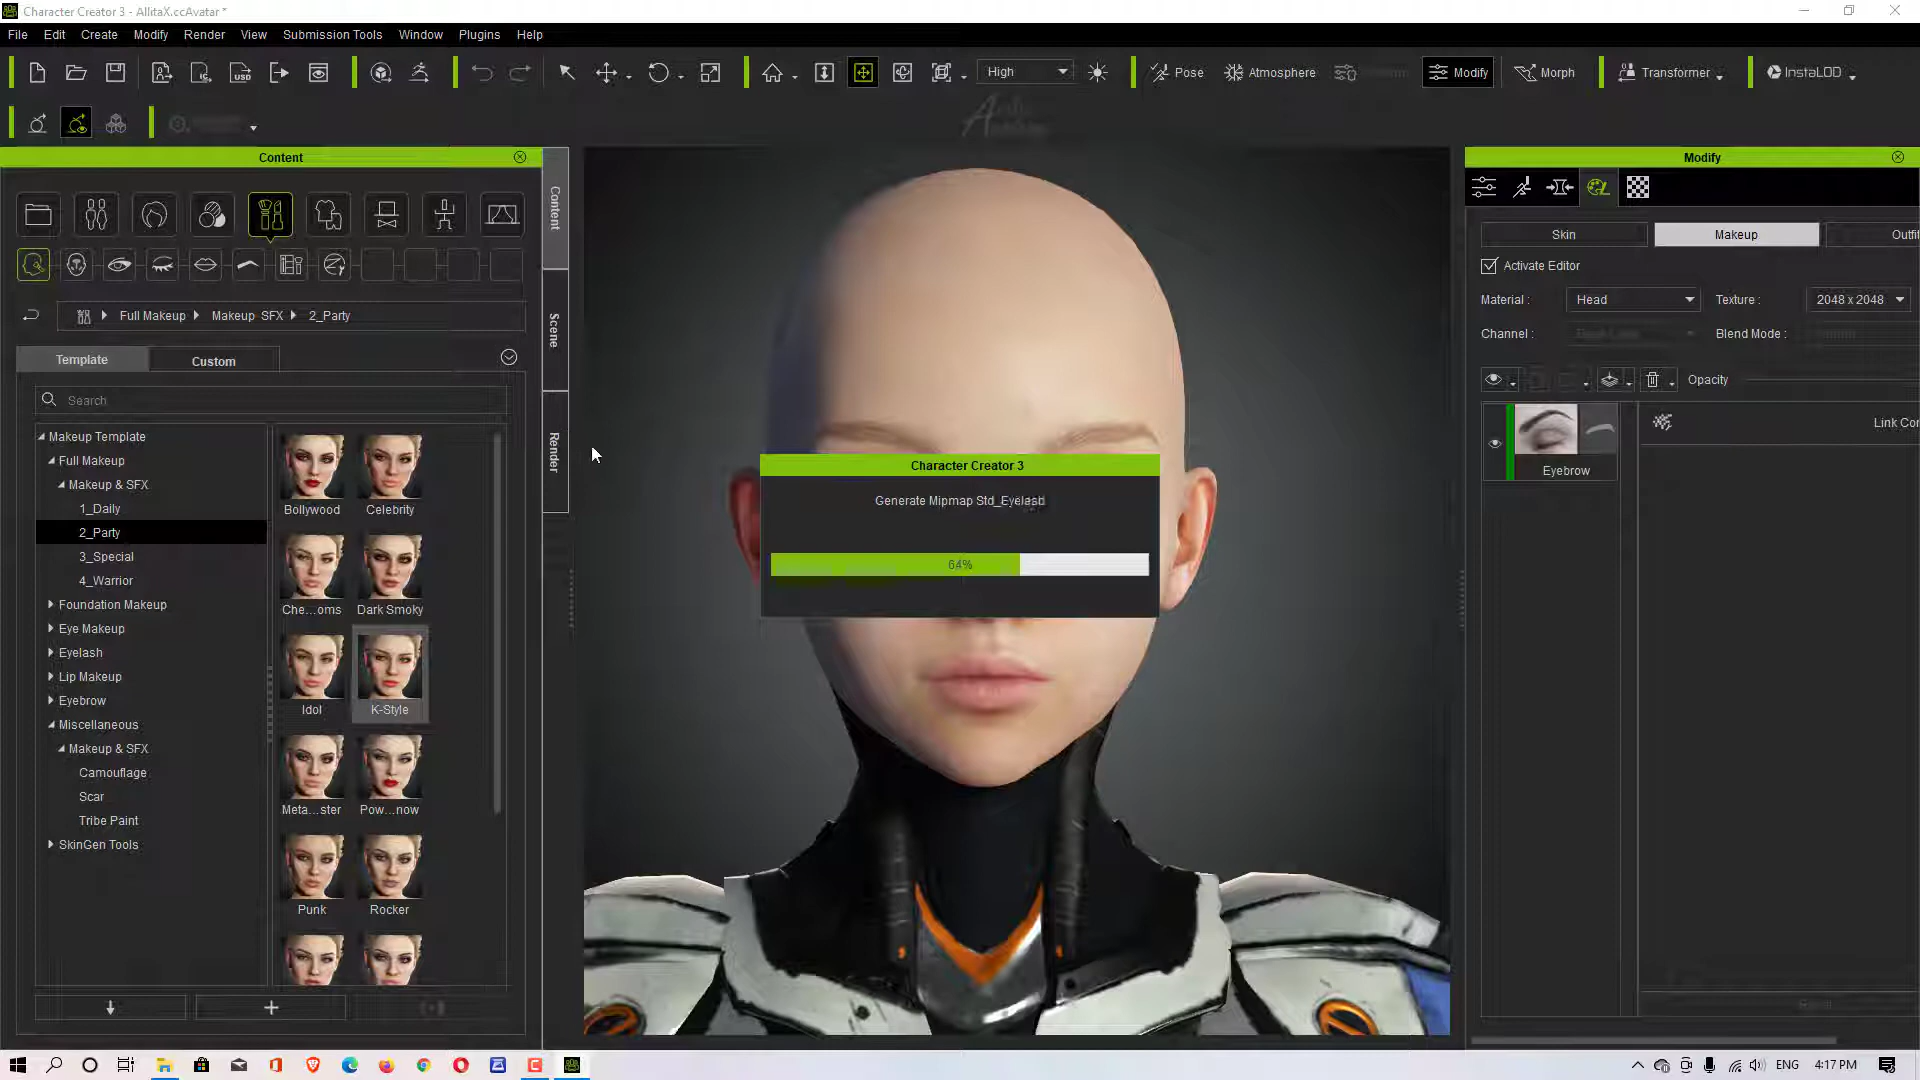 Character Creator 3 - AllitaX.ccAvatar *
File Edit Create Modify Render View Submission Tools Window Plugins Help
High
Pose
Atmosphere
Modify
Morph
Transformer
InstaLOD
Content
Content
Scene
Render
Full Makeup
Makeup SFX
2_Party
Template
Custom
Search
Makeup Template
Full Makeup
Makeup & SFX
1_Daily
2_Party
3_Special
4_Warrior
Foundation Makeup
Eye Makeup
Eyelash
Lip Makeup
Eyebrow
Miscellaneous
Makeup & SFX
Camouflage
Scar
Tribe Paint
SkinGen Tools
Bollywood
Celebrity
Che...oms
Dark Smoky
Idol
K-Style
Meta...ster
Pow...now
Punk
Rocker
Character Creator 3
Generate Mipmap Std_Eyelash
64%
Modify
Skin
Makeup
Outfi
Activate Editor
Material :
Head
Texture :
2048 x 2048
Channel :
Blend Mode :
Opacity
Eyebrow
Link Cor
ENG
4:17 PM